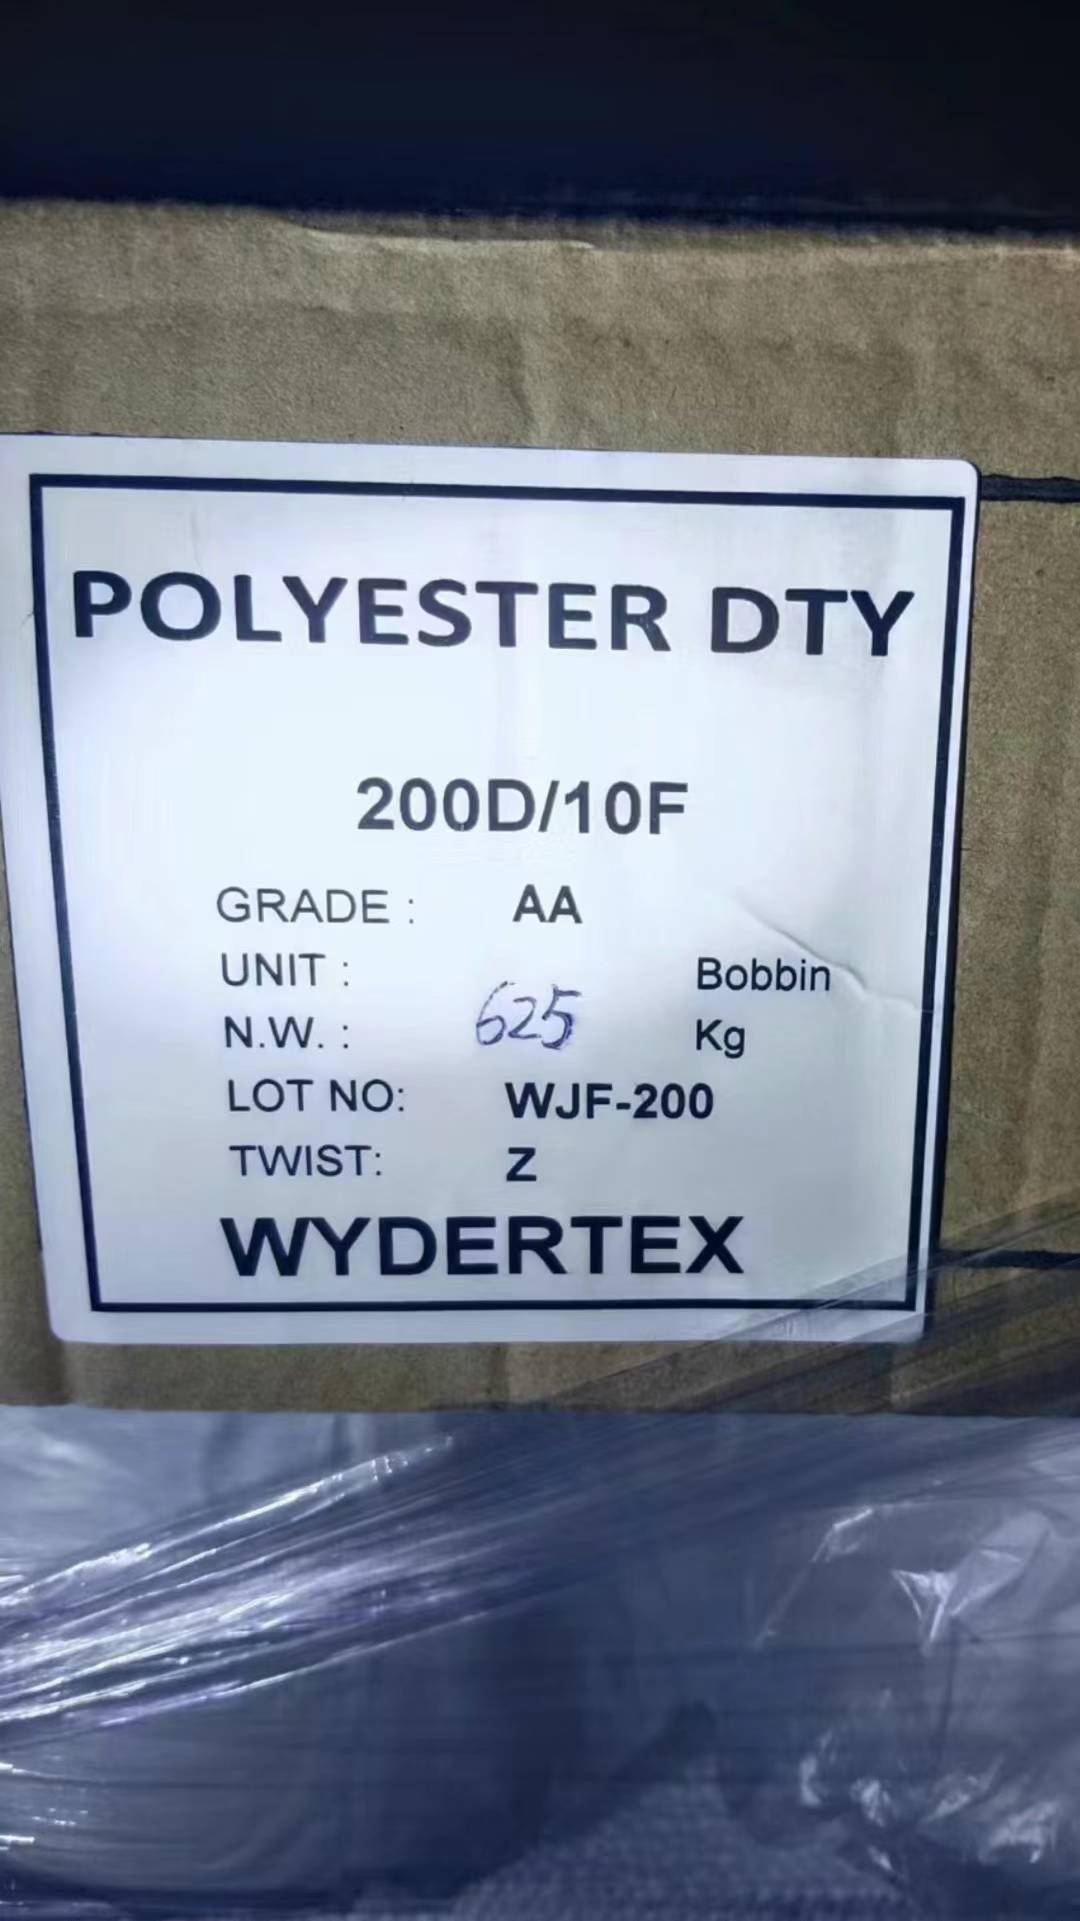 POLYESTER DTY
200D/10F
GRADE : AA
UNIT : Bobbin
N.W. : 625 Kg
LOT NO: WJF-200
TWIST: Z
WYDERTEX